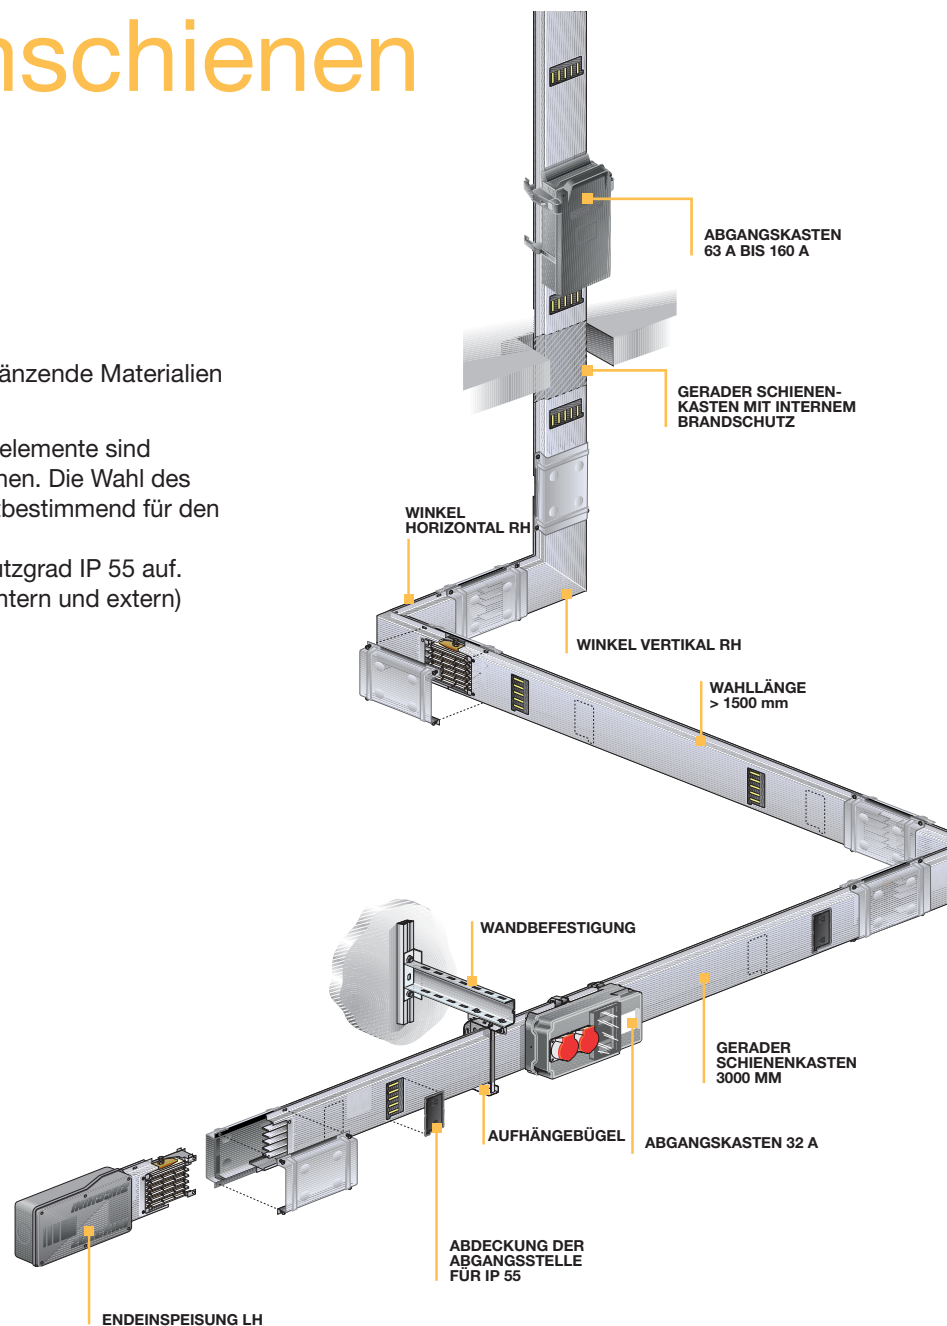 nschienen
ABGANGSKASTEN
63 A BIS 160 A
änzende Materialien
GERADER SCHIENEN-
KASTEN MIT INTERNEM
BRANDSCHUTZ
elemente sind
nen. Die Wahl des
tbestimmend für den
WINKEL
HORIZONTAL RH
utzgrad IP 55 auf.
ntern und extern)
WINKEL VERTIKAL RH
WAHLLÄNGE
> 1500 mm
WANDBEFESTIGUNG
GERADER
SCHIENENKASTEN
3000 MM
AUFHÄNGEBÜGEL
ABGANGSKASTEN 32 A
ABDECKUNG DER
ABGANGSSTELLE
FÜR IP 55
ENDEINSPEISUNG LH